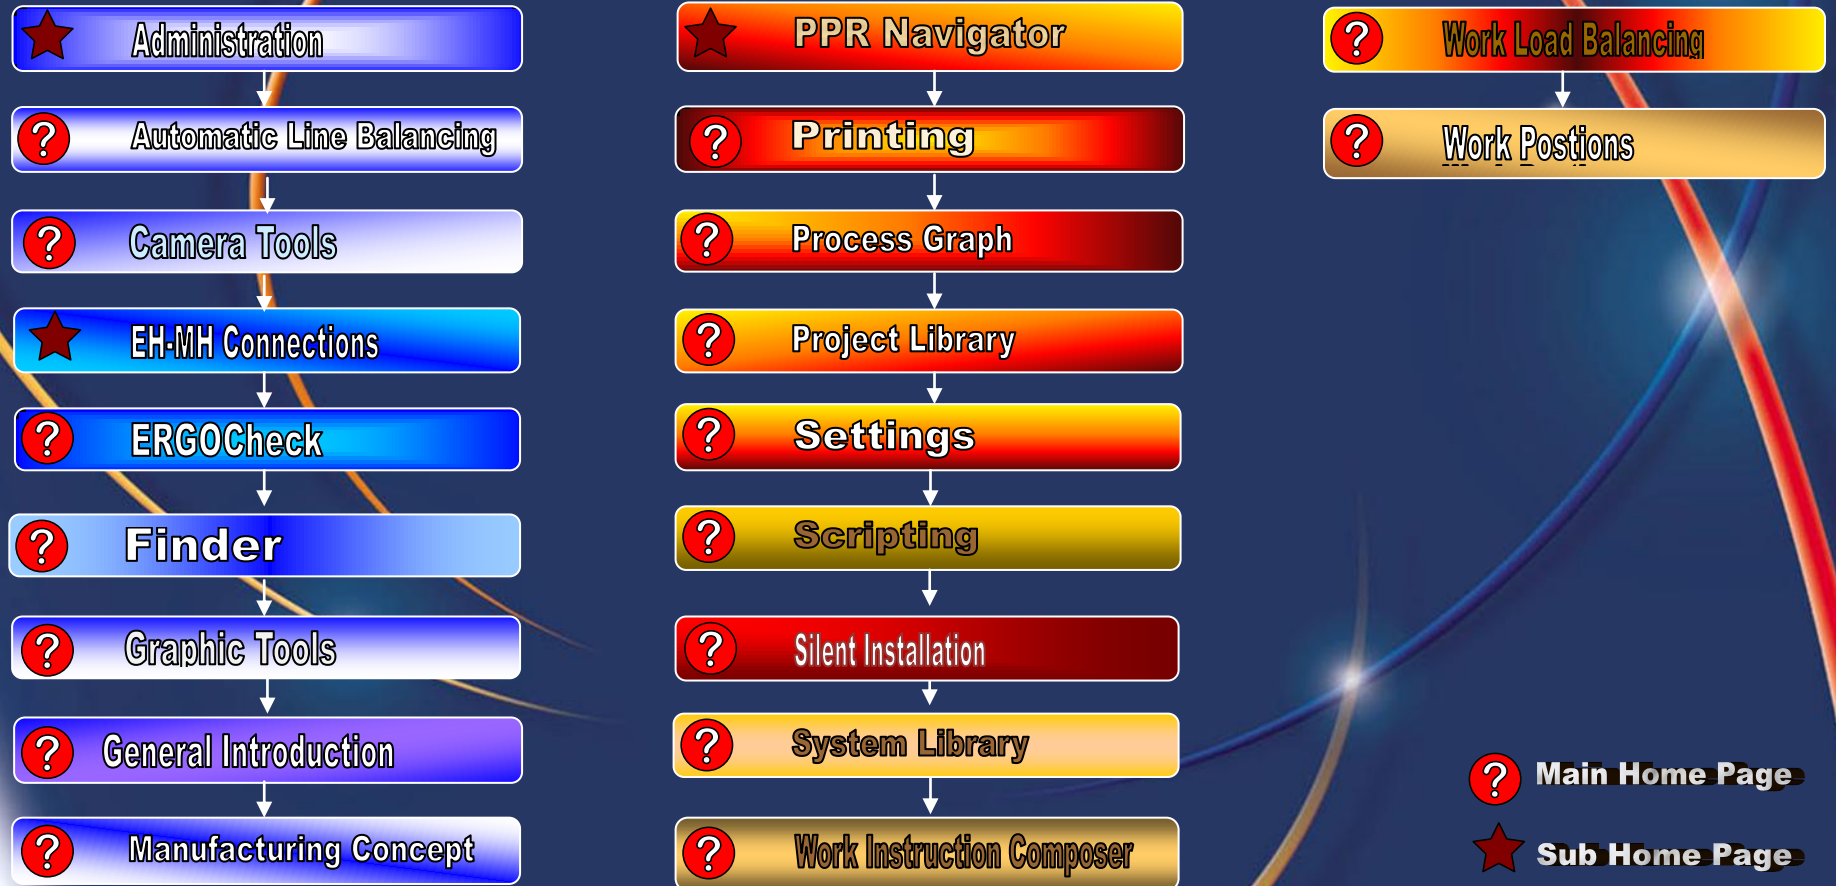 Administration
Automatic Line Balancing
Camera Tools
EH-MH Connections
ERGOCheck
Finder
Graphic Tools
General Introduction
Manufacturing Concept
PPR Navigator
Printing
Process Graph
Project Library
Settings
Scripting
Silent Installation
System Library
Work Instruction Composer
Work Load Balancing
Work Postions
? Main Home Page
Sub Home Page